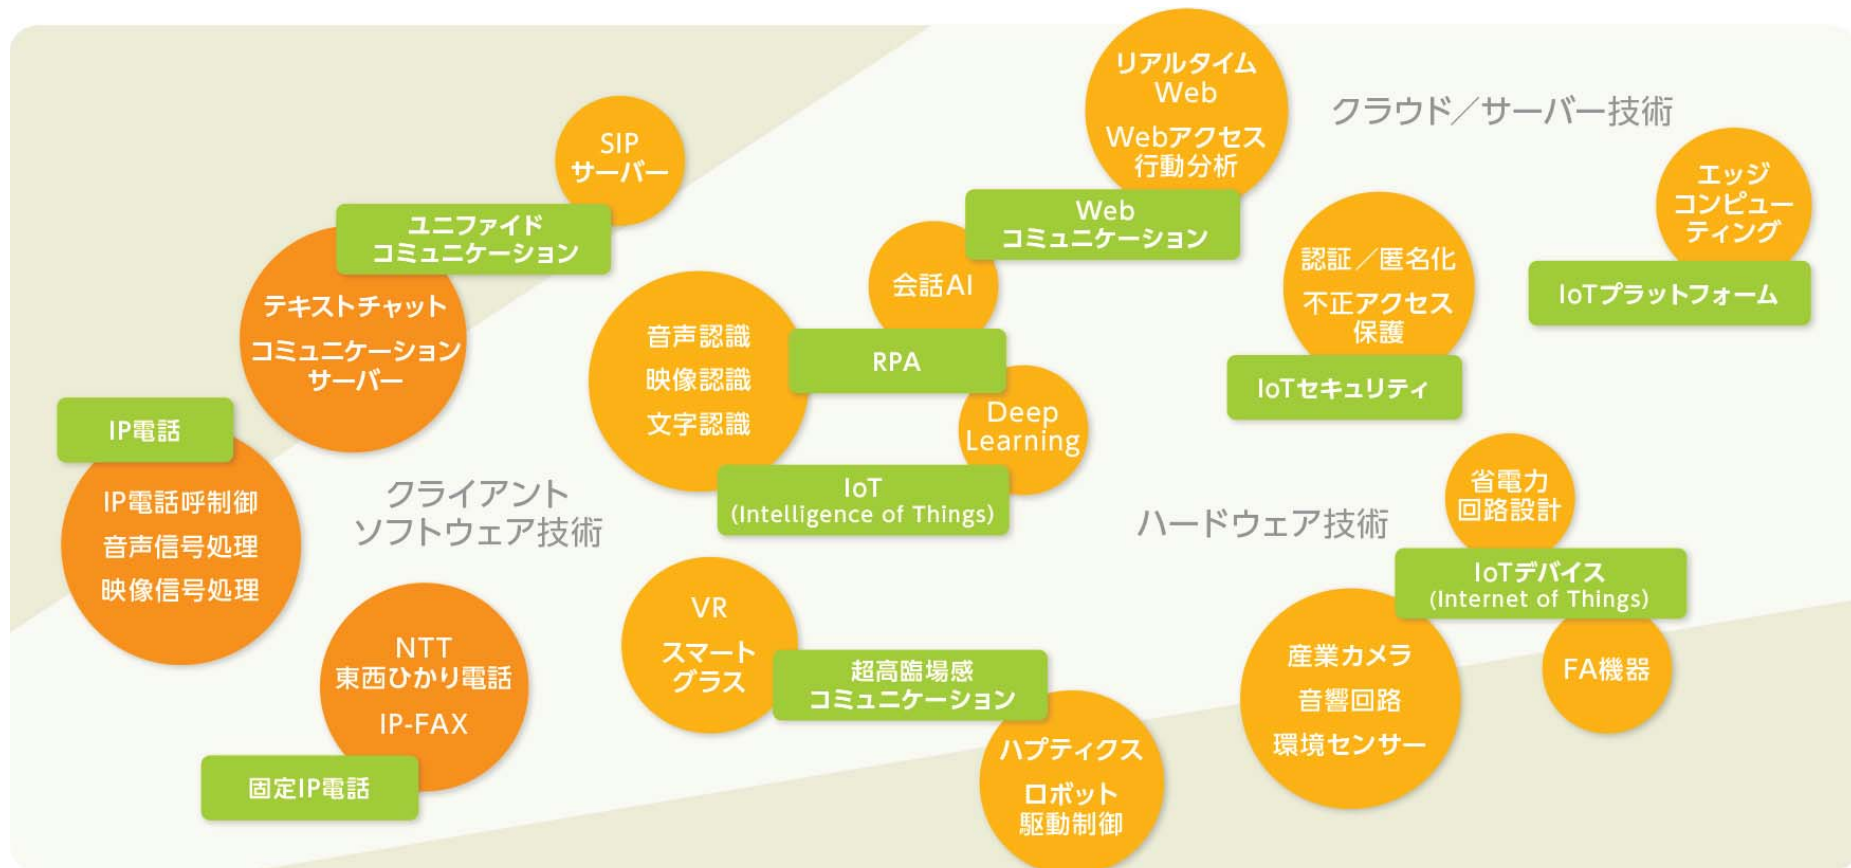 リアルタイム
Web
Webアクセス
行動分析
クラウド／サーバー技術
SIP
サーバー
エッジ
コンピュー
ティング
ユニファイド
コミュニケーション
Web
コミュニケーション
認証／匿名化
不正アクセス
保護
IoTプラットフォーム
会話AI
テキストチャット
コミュニケーション
サーバー
音声認識
映像認識
文字認識
RPA
IoTセキュリティ
Deep
Learning
IP電話
IP電話呼制御
音声信号処理
映像信号処理
クライアント
ソフトウェア技術
IoT
(Intelligence of Things)
ハードウェア技術
省電力
回路設計
IoTデバイス
(Internet of Things)
VR
スマート
グラス
NTT
東西ひかり電話
IP-FAX
超高臨場感
コミュニケーション
産業カメラ
音響回路
環境センサー
FA機器
固定IP電話
ハプティクス
ロボット
駆動制御